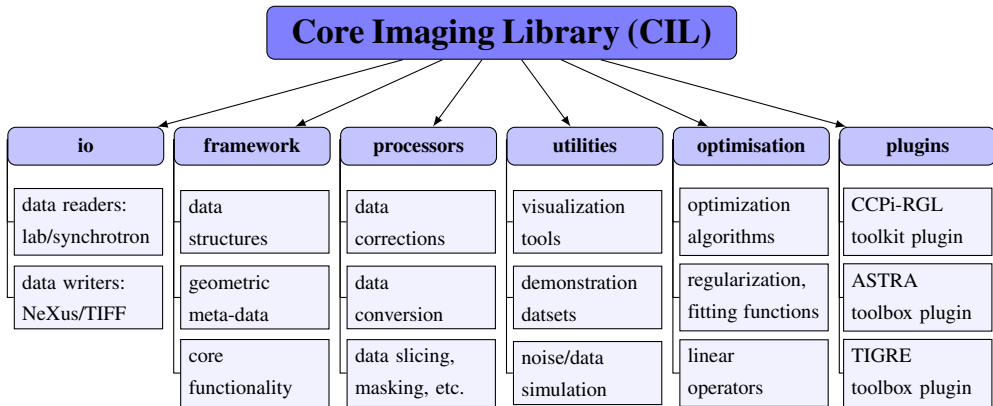 Core Imaging Library (CIL)
io
framework
processors
utilities
optimisation
plugins
data readers:
lab/synchrotron
data writers:
NeXus/TIFF
data
structures
geometric
meta-data
core
functionality
data
corrections
data
conversion
data slicing,
masking, etc.
visualization
tools
demonstration
datsets
noise/data
simulation
optimization
algorithms
regularization,
fitting functions
linear
operators
CCPi-RGL
toolkit plugin
ASTRA
toolbox plugin
TIGRE
toolbox plugin